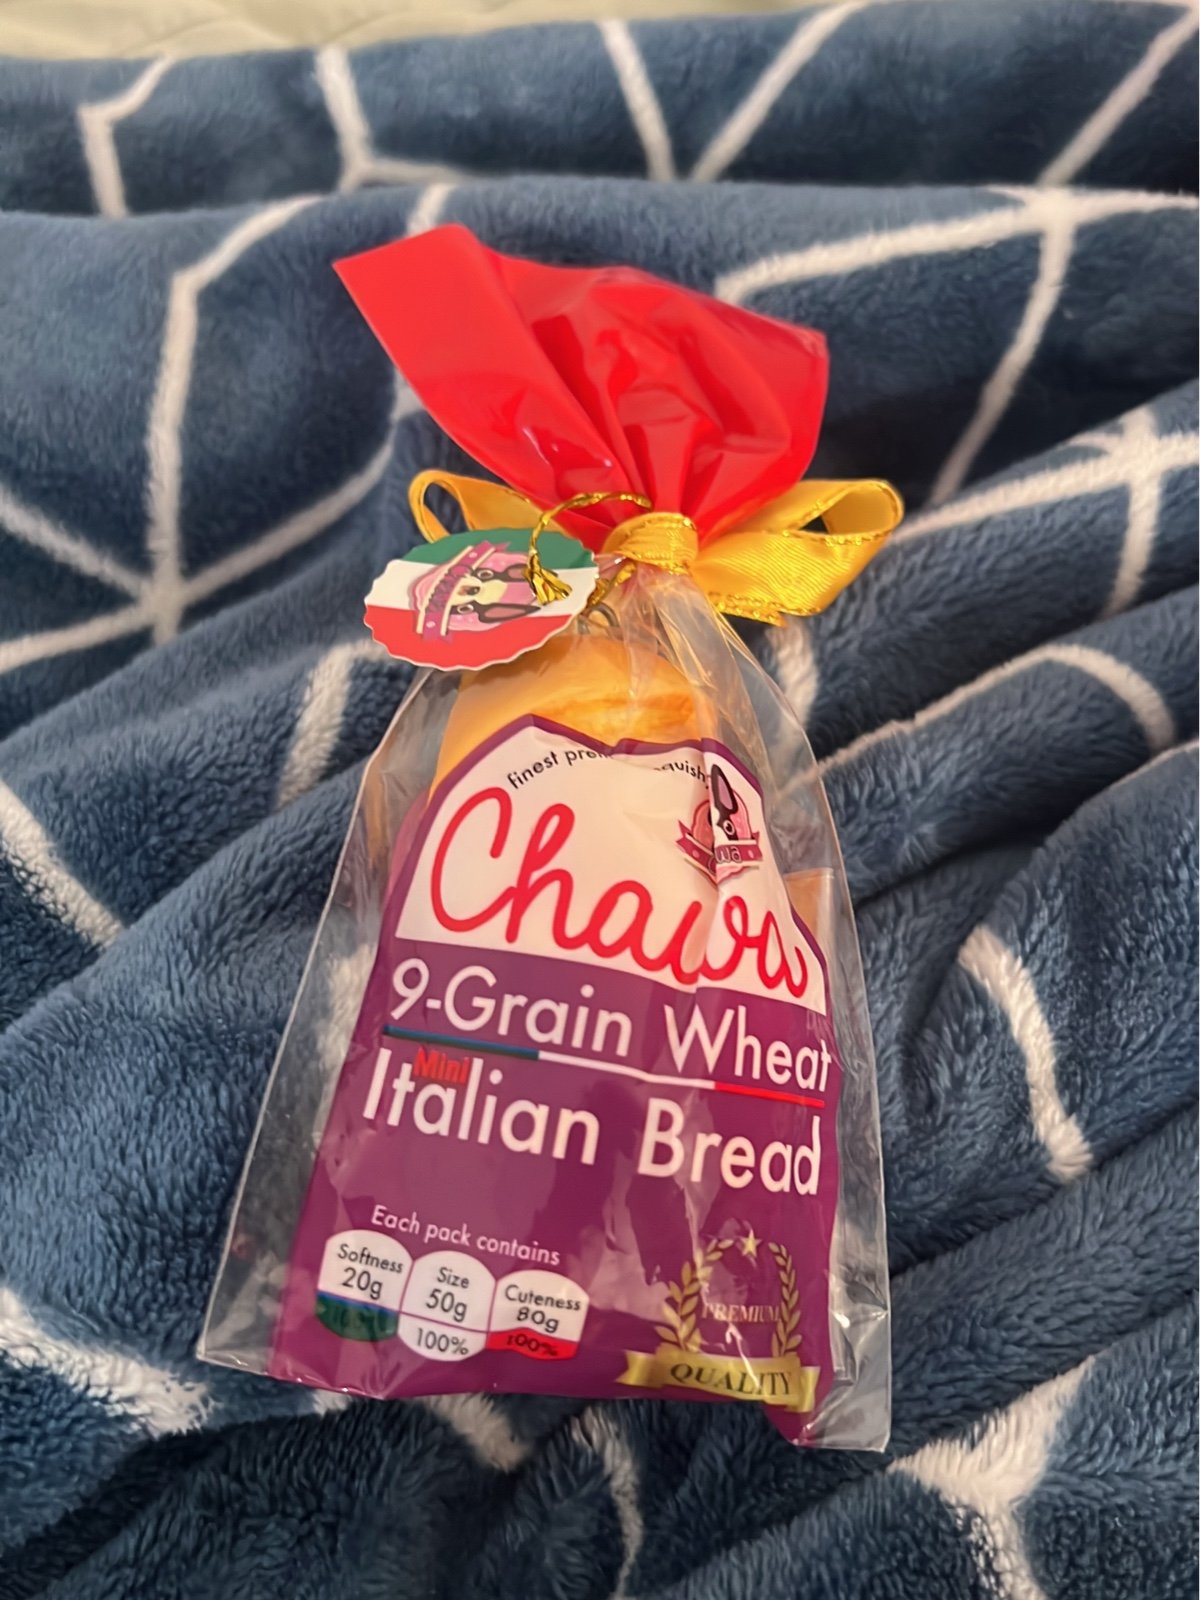 finest
Chawa
9-Grain Wheat
Mini
Italian Bread
Each pack contains
Softness
20g
Size
50g
100%
Cuteness
80g
100%
PREMIUM
QUALITY